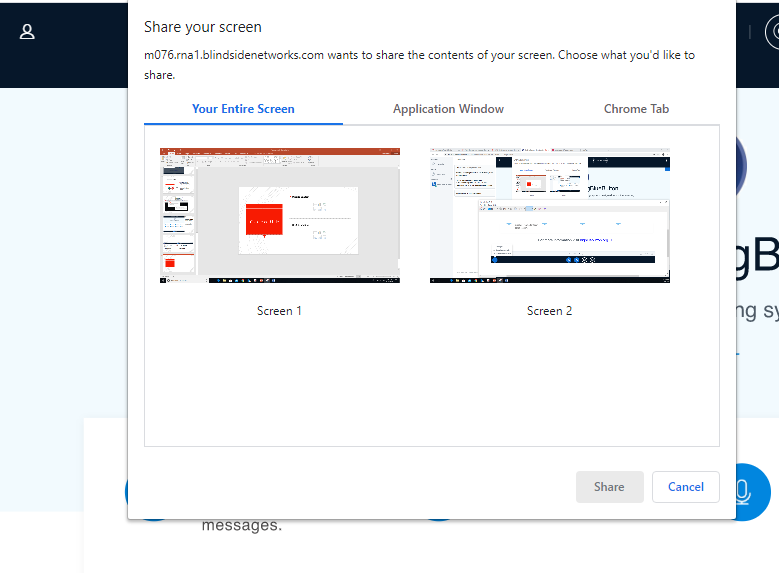 Share your screen
m076.rna1.blindsidenetworks.com wants to share the contents of your screen. Choose what you'd like to
share.
Your Entire Screen
Application Window
Chrome Tab
Screen 1
Screen 2
gB
ng sy
Share
Cancel
messages.